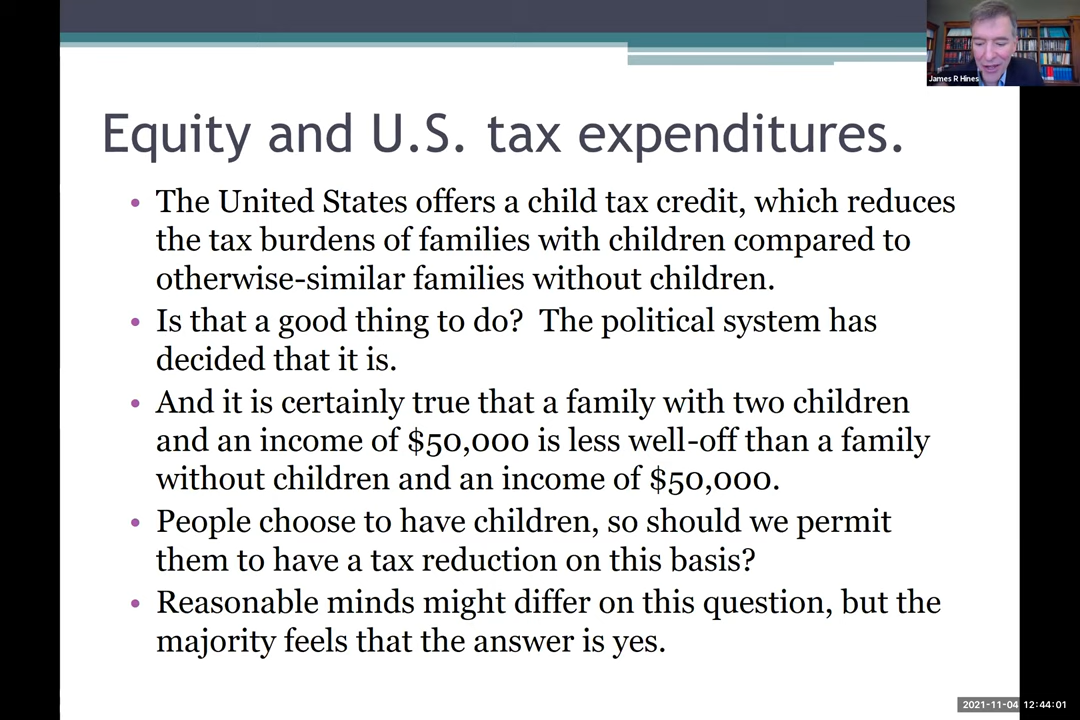 James R Hines
Equity and U.S. tax expenditures.
• The United States offers a child tax credit, which reduces
the tax burdens of families with children compared to
otherwise-similar families without children.
• Is that a good thing to do?  The political system has
decided that it is.
• And it is certainly true that a family with two children
and an income of $50,000 is less well-off than a family
without children and an income of $50,000.
• People choose to have children, so should we permit
them to have a tax reduction on this basis?
• Reasonable minds might differ on this question, but the
majority feels that the answer is yes.
2021-11-04 12:44:01